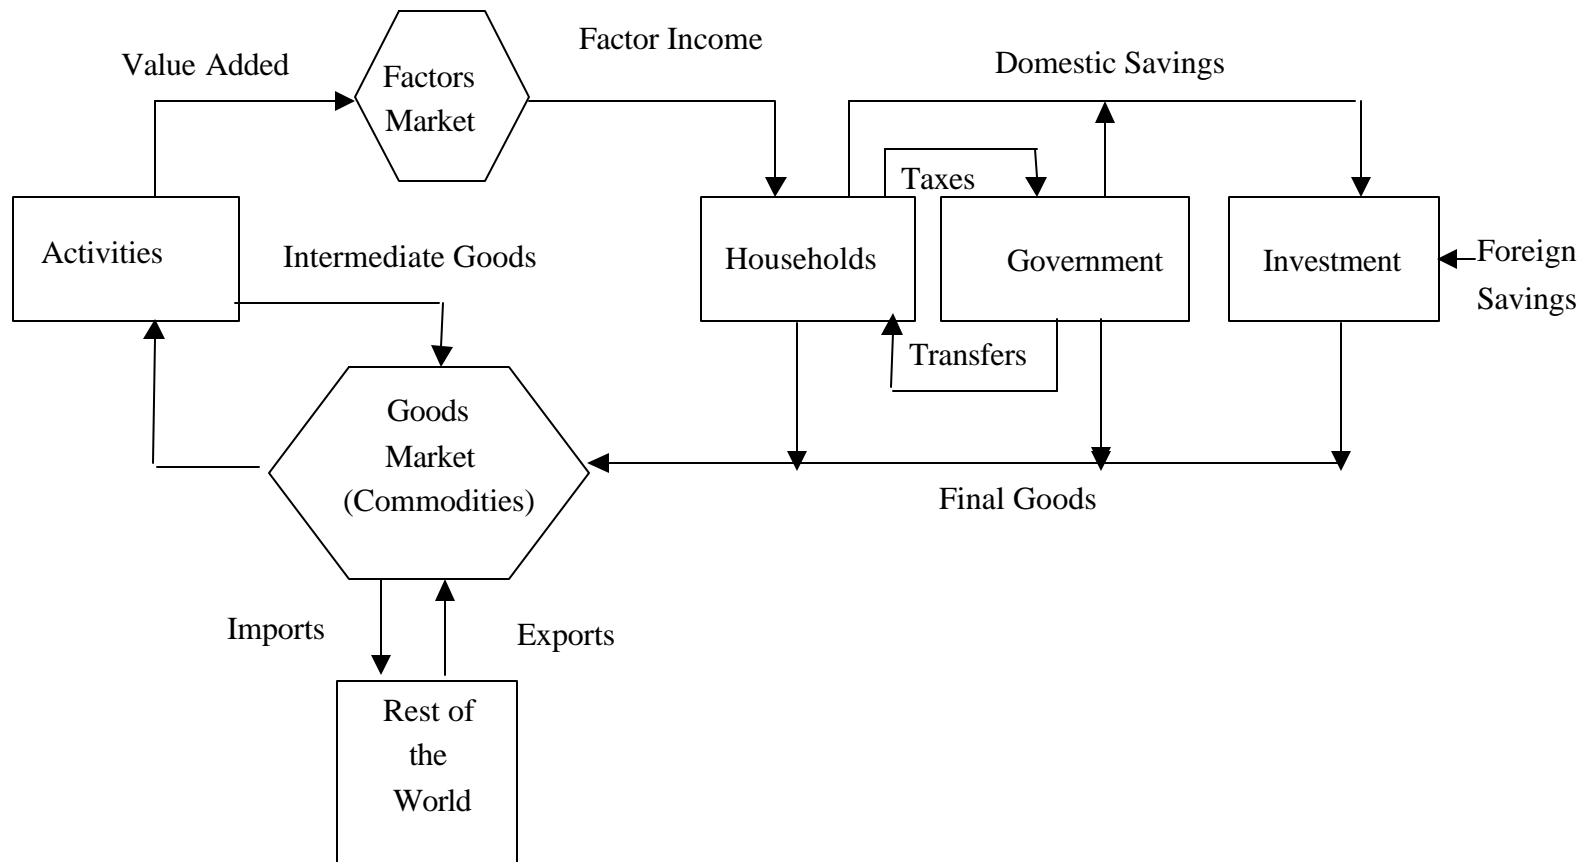 Factor Income
Value Added
Factors
Market
Domestic Savings
Taxes
Activities
Intermediate Goods
Households
Government
Investment
Foreign
Savings
Transfers
Goods
Market
(Commodities)
Final Goods
Imports
Exports
Rest of
the
World